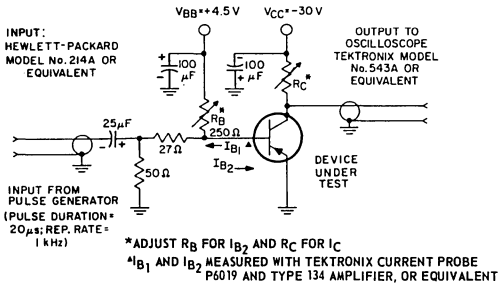 INPUT:
HEWLETT-PACKARD
MODEL No. 214A OR
EQUIVALENT
VBB=+4.5 V
VCC=-30V
OUTPUT TO
OSCILLOSCOPE
TEKTRONIX MODEL
No. 543A OR
EQUIVALENT
- 100 μF +
- 100 μF +
RC*
RB*
250Ω
25μF
- +
27Ω
50Ω
IB1 ▲
IB2
DEVICE
UNDER
TEST
INPUT FROM
PULSE GENERATOR
(PULSE DURATION=
20μs; REP. RATE=
1 kHz)
*ADJUST RB FOR IB2 AND RC FOR IC
▲IB1 AND IB2 MEASURED WITH TEKTRONIX CURRENT PROBE
P6019 AND TYPE 134 AMPLIFIER, OR EQUIVALENT